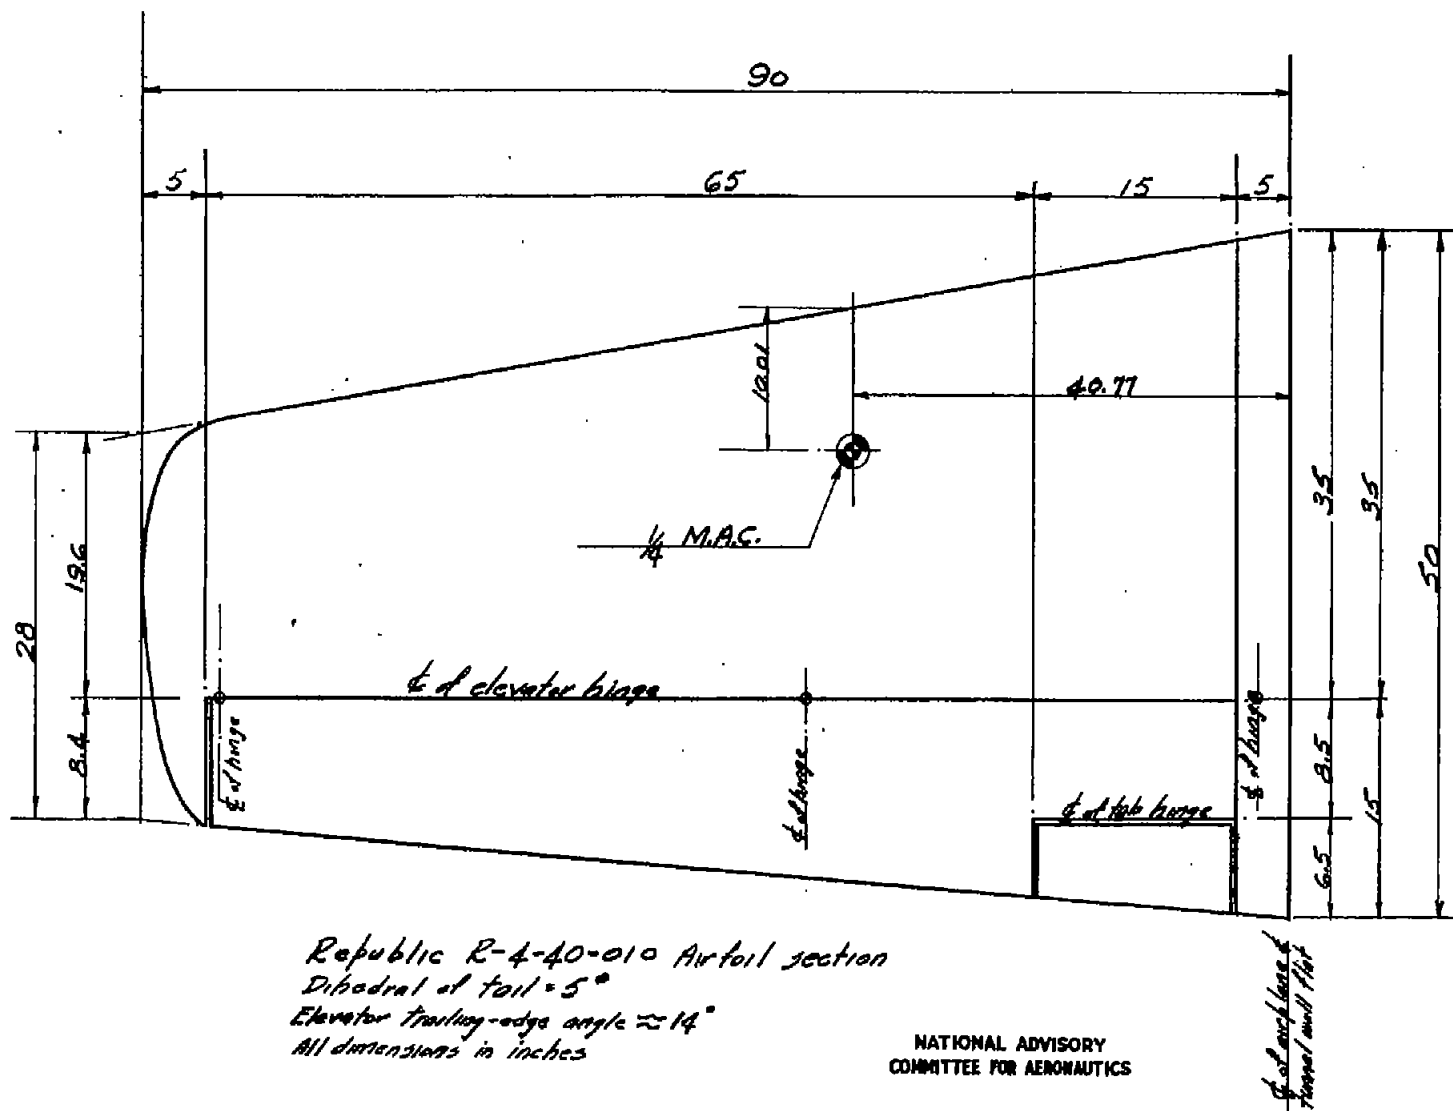 90
5
65
15
5
10.01
40.77
1/4 M.A.C.
28
19.6
8.4
35
35
50
8.5
15
6.5
℄ of elevator hinge
℄ of hinge
℄ of hinge
℄ of hinge
℄ of tab hinge
Republic R-4-40-010 Airfoil section
Dihedral of tail = 5°
Elevator trailing-edge angle ≈ 14°
All dimensions in inches
NATIONAL ADVISORY
COMMITTEE FOR AERONAUTICS
℄ of airplane &
tunnel wall flat